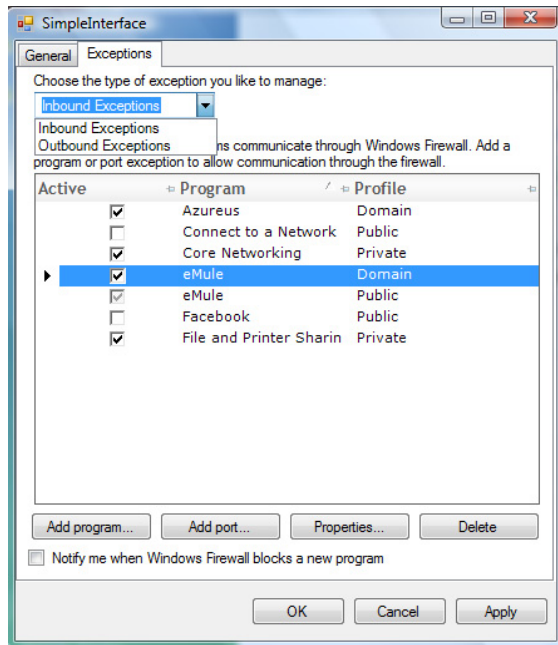 SimpleInterface
General Exceptions
Choose the type of exception you like to manage:
Inbound Exceptions
Inbound Exceptions
Outbound Exceptions
communicate through Windows Firewall. Add a
program or port exception to allow communication through the firewall.
Active Program Profile
Azureus Domain
Connect to a Network Public
Core Networking Private
eMule Domain
eMule Public
Facebook Public
File and Printer Sharin Private
Add program... Add port... Properties... Delete
Notify me when Windows Firewall blocks a new program
OK Cancel Apply